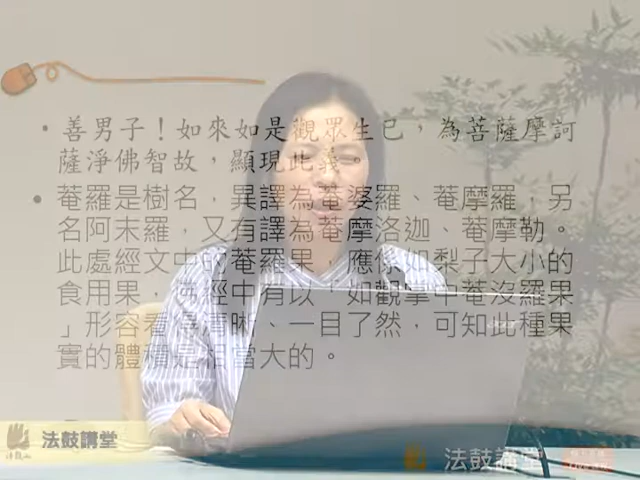 善男子！如來如是觀眾生已，為菩薩摩訶
薩淨佛智故，顯現此義。
菴羅是樹名，異譯為菴婆羅、菴摩羅，另
名阿末羅，又有譯為菴摩洛迦、菴摩勒。
此處經文中的菴羅果，應似如梨子大小的
食用果，佛經中有以「如觀掌中菴沒羅果
」形容看得清晰、一目了然，可知此種果
實的體積是相當大的。
法鼓講堂
法鼓山
法鼓講堂